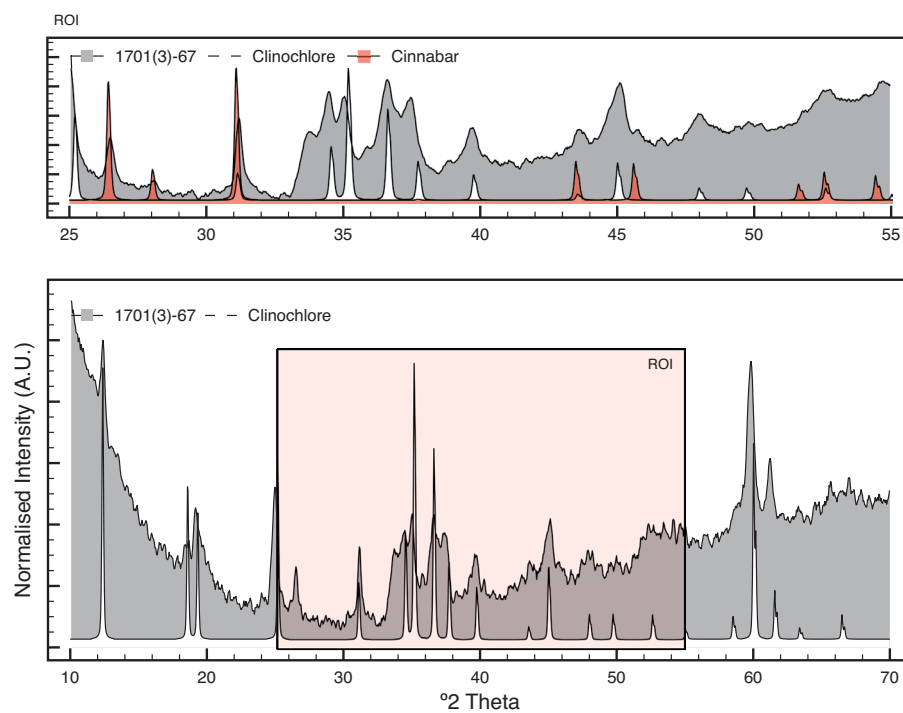 ROI
1701(3)-67 Clinochlore Cinnabar
25 30 35 40 45 50 55
1701(3)-67 Clinochlore
ROI
Normalised Intensity (A.U.)
10 20 30 40 50 60 70
º2 Theta